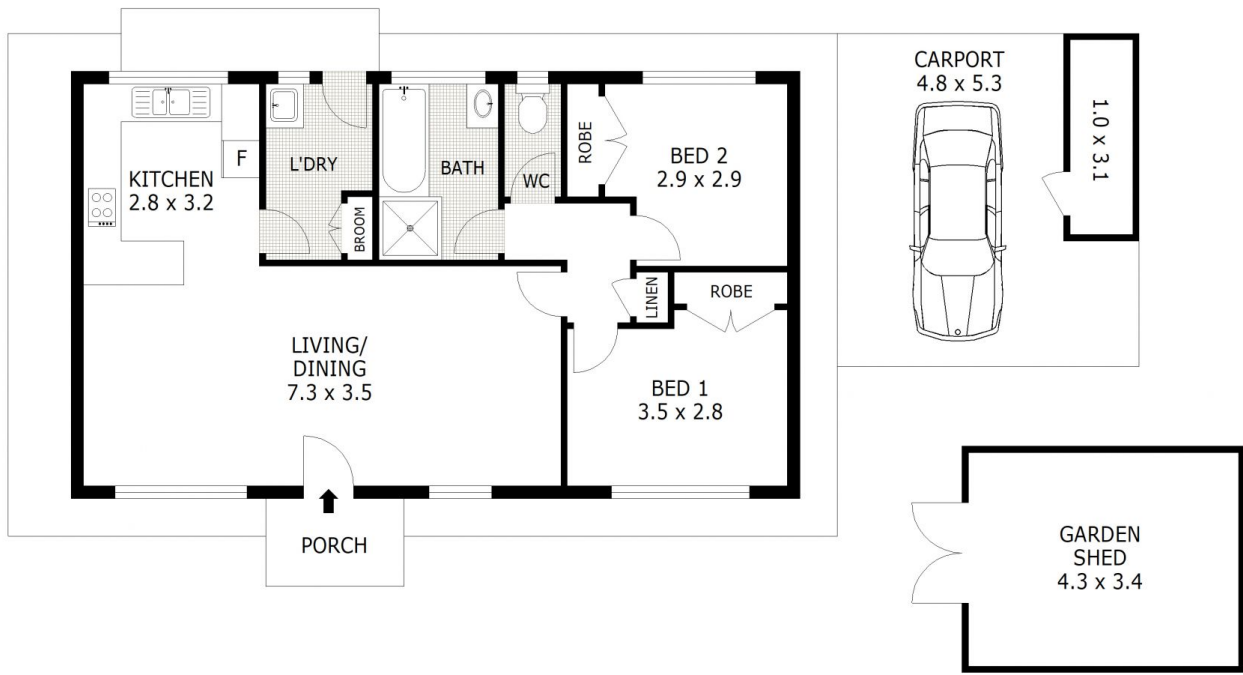 CARPORT
4.8 x 5.3
1.0 x 3.1
KITCHEN
2.8 x 3.2
F
L'DRY
BROOM
BATH
WC
ROBE
BED 2
2.9 x 2.9
LINEN
ROBE
LIVING/
DINING
7.3 x 3.5
BED 1
3.5 x 2.8
PORCH
GARDEN
SHED
4.3 x 3.4